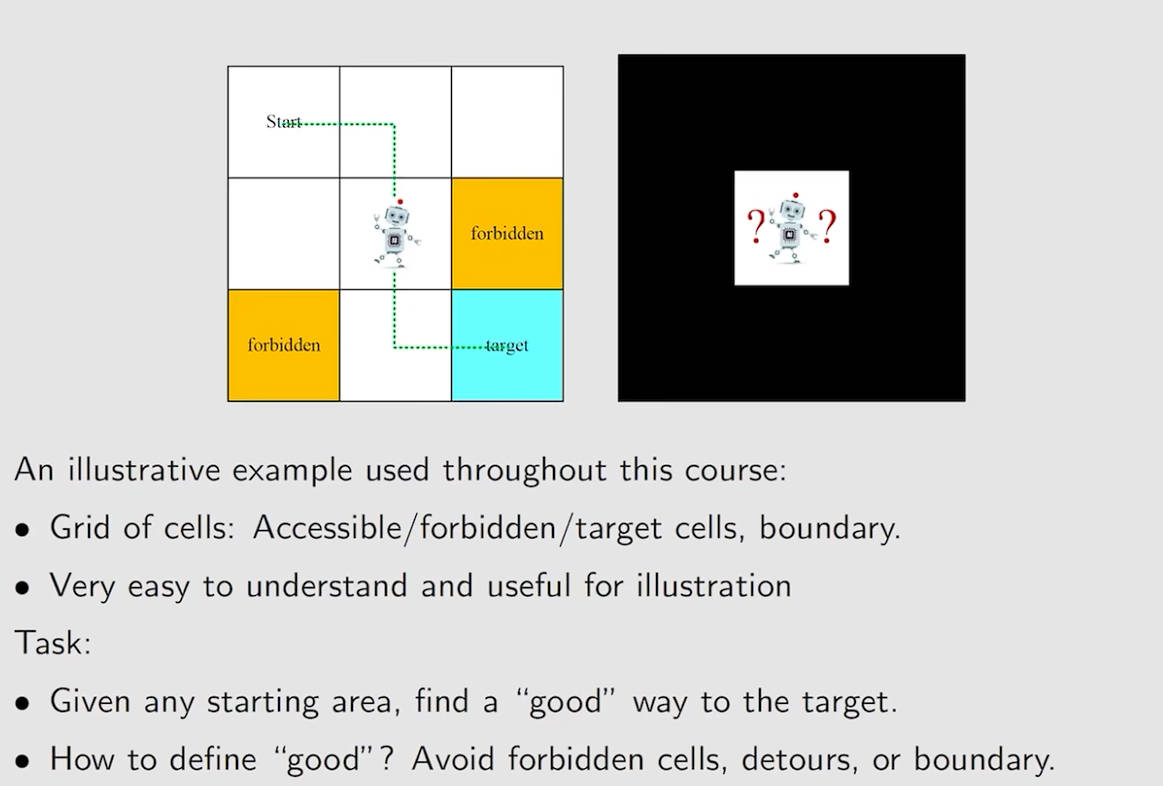 Start
forbidden
forbidden
target
? ?
An illustrative example used throughout this course:
• Grid of cells: Accessible/forbidden/target cells, boundary.
• Very easy to understand and useful for illustration
Task:
• Given any starting area, find a “good” way to the target.
• How to define “good”? Avoid forbidden cells, detours, or boundary.